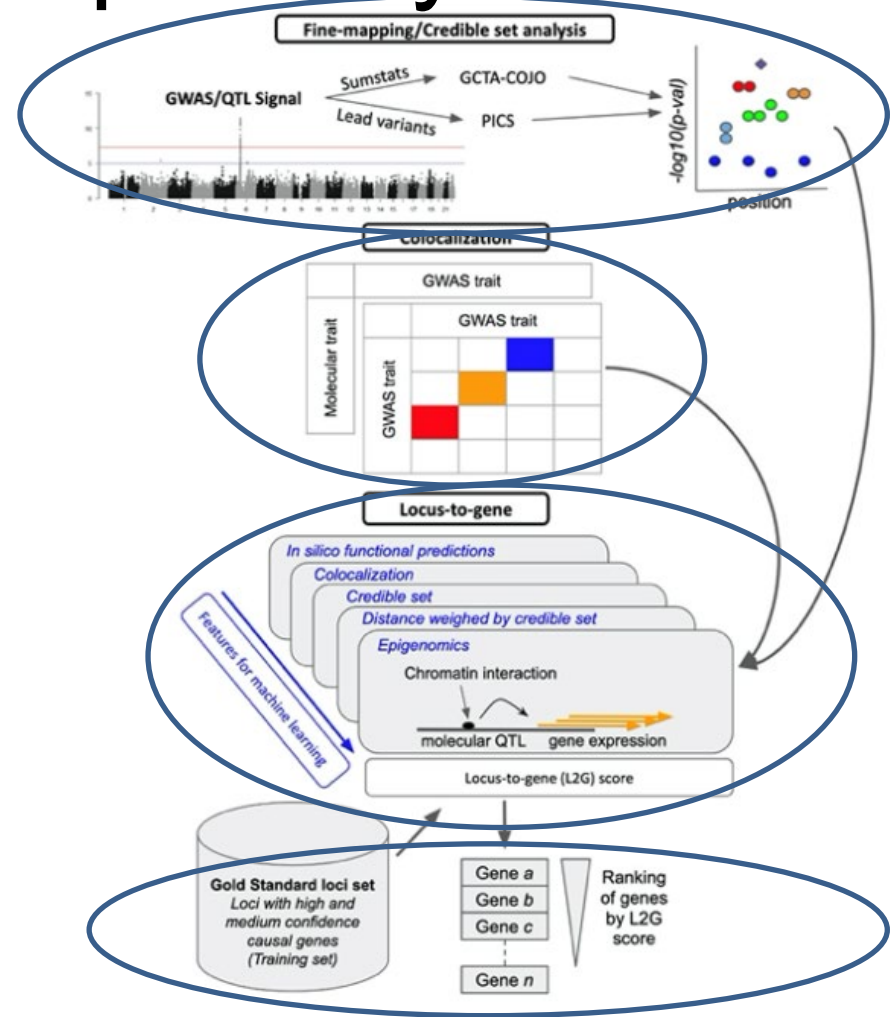 Fine-mapping/Credible set analysis
GWAS/QTL Signal
Sumstats
GCTA-COJO
Lead variants
PICS
-log10(p-val)
position
Colocalization
GWAS trait
Molecular trait
GWAS trait
GWAS trait
Locus-to-gene
In silico functional predictions
Colocalization
Credible set
Distance weighed by credible set
Epigenomics
Chromatin interaction
molecular QTL
gene expression
Features for machine learning
Locus-to-gene (L2G) score
Gold Standard loci set
Loci with high and
medium confidence
causal genes
(Training set)
Gene a
Gene b
Gene c
Gene n
Ranking
of genes
by L2G
score